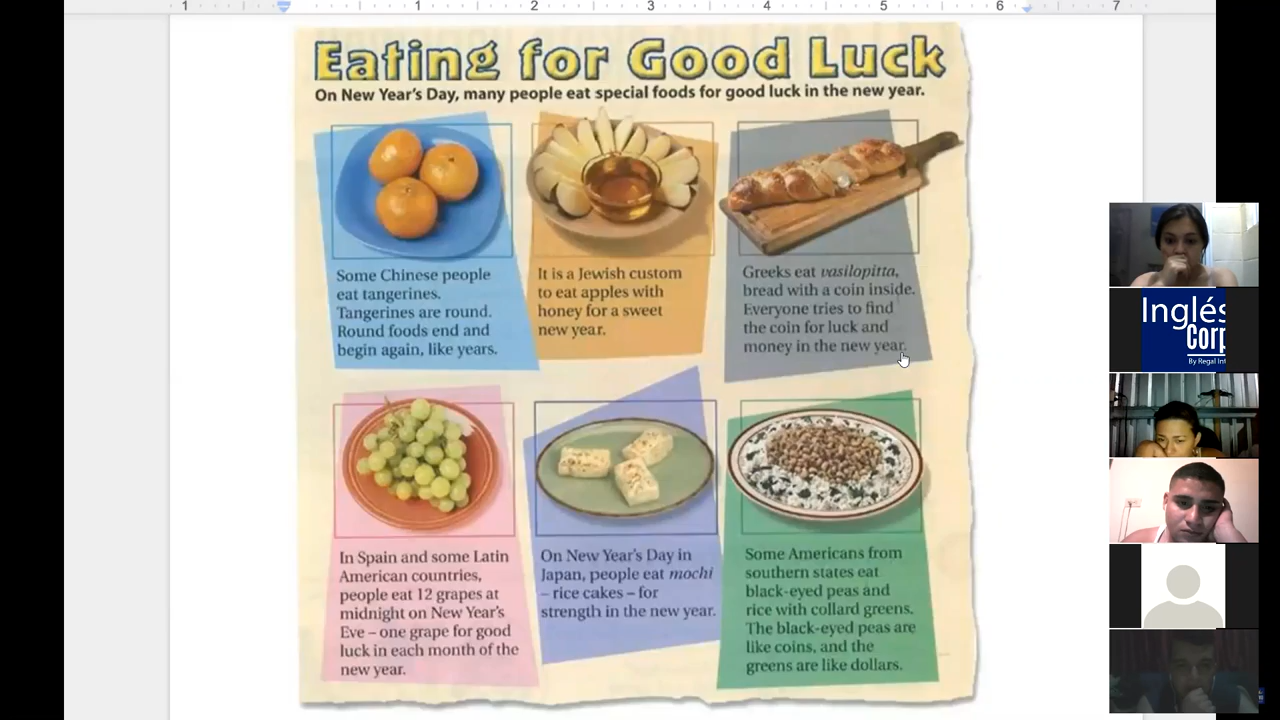 1 1 2 3 4 5 6 7
Eating for Good Luck
On New Year's Day, many people eat special foods for good luck in the new year.
Some Chinese people
eat tangerines.
Tangerines are round.
Round foods end and
begin again, like years.
It is a Jewish custom
to eat apples with
honey for a sweet
new year.
Greeks eat vasilopitta,
bread with a coin inside.
Everyone tries to find
the coin for luck and
money in the new year.
In Spain and some Latin
American countries,
people eat 12 grapes at
midnight on New Year's
Eve – one grape for good
luck in each month of the
new year.
On New Year's Day in
Japan, people eat mochi
– rice cakes – for
strength in the new year.
Some Americans from
southern states eat
black-eyed peas and
rice with collard greens.
The black-eyed peas are
like coins, and the
greens are like dollars.
Inglés
Corp
By Regal Int